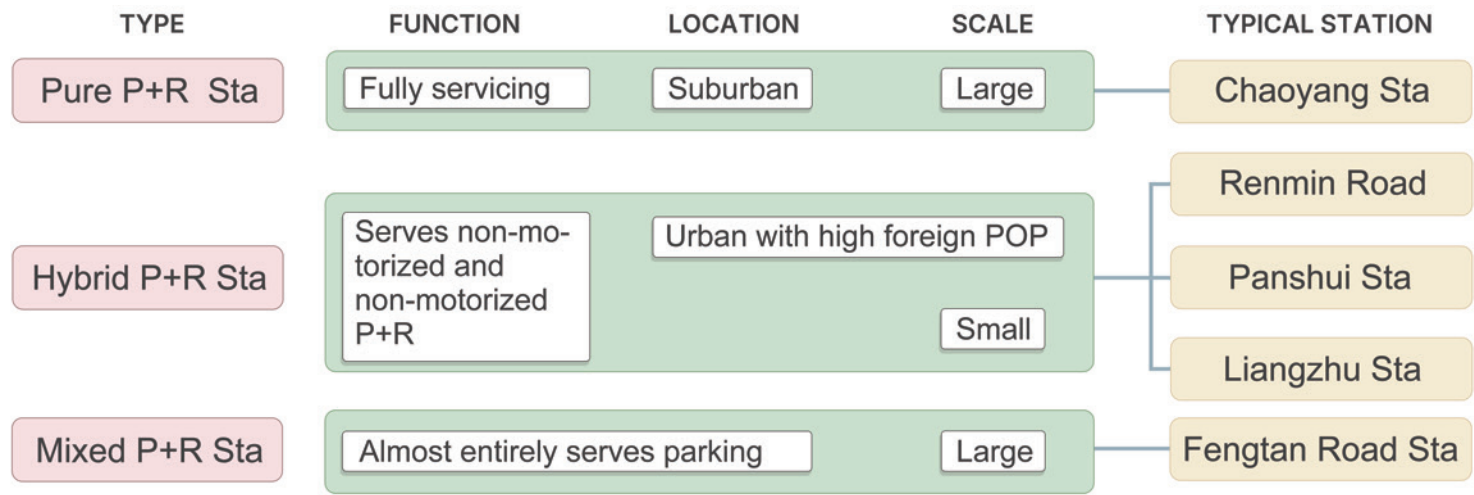 TYPE
FUNCTION
LOCATION
SCALE
TYPICAL STATION
Pure P+R Sta
Fully servicing
Suburban
Large
Chaoyang Sta
Hybrid P+R Sta
Serves non-mo-
torized and
non-motorized
P+R
Urban with high foreign POP
Small
Renmin Road
Panshui Sta
Liangzhu Sta
Mixed P+R Sta
Almost entirely serves parking
Large
Fengtan Road Sta